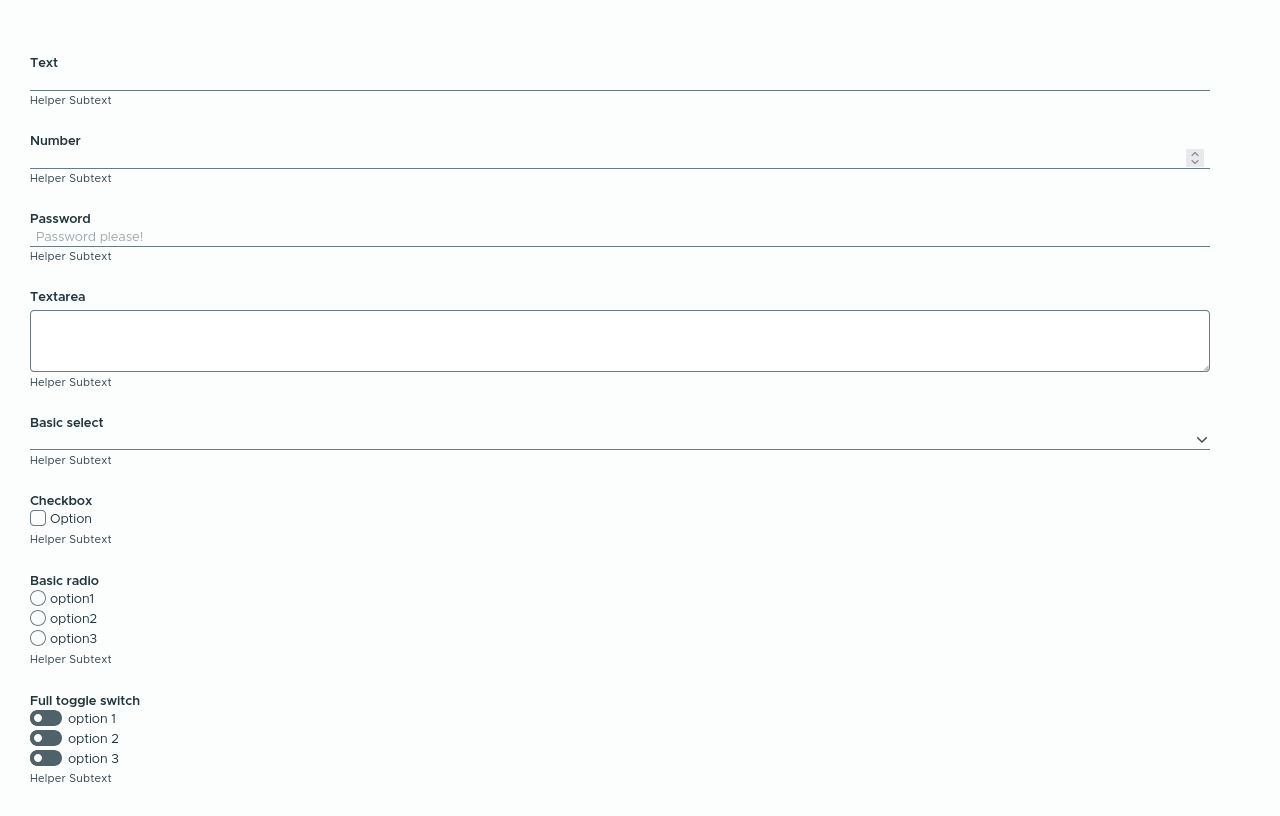 Text
Helper Subtext
Number
Helper Subtext
Password
Password please!
Helper Subtext
Textarea
Helper Subtext
Basic select
Helper Subtext
Checkbox
Option
Helper Subtext
Basic radio
option1
option2
option3
Helper Subtext
Full toggle switch
option 1
option 2
option 3
Helper Subtext